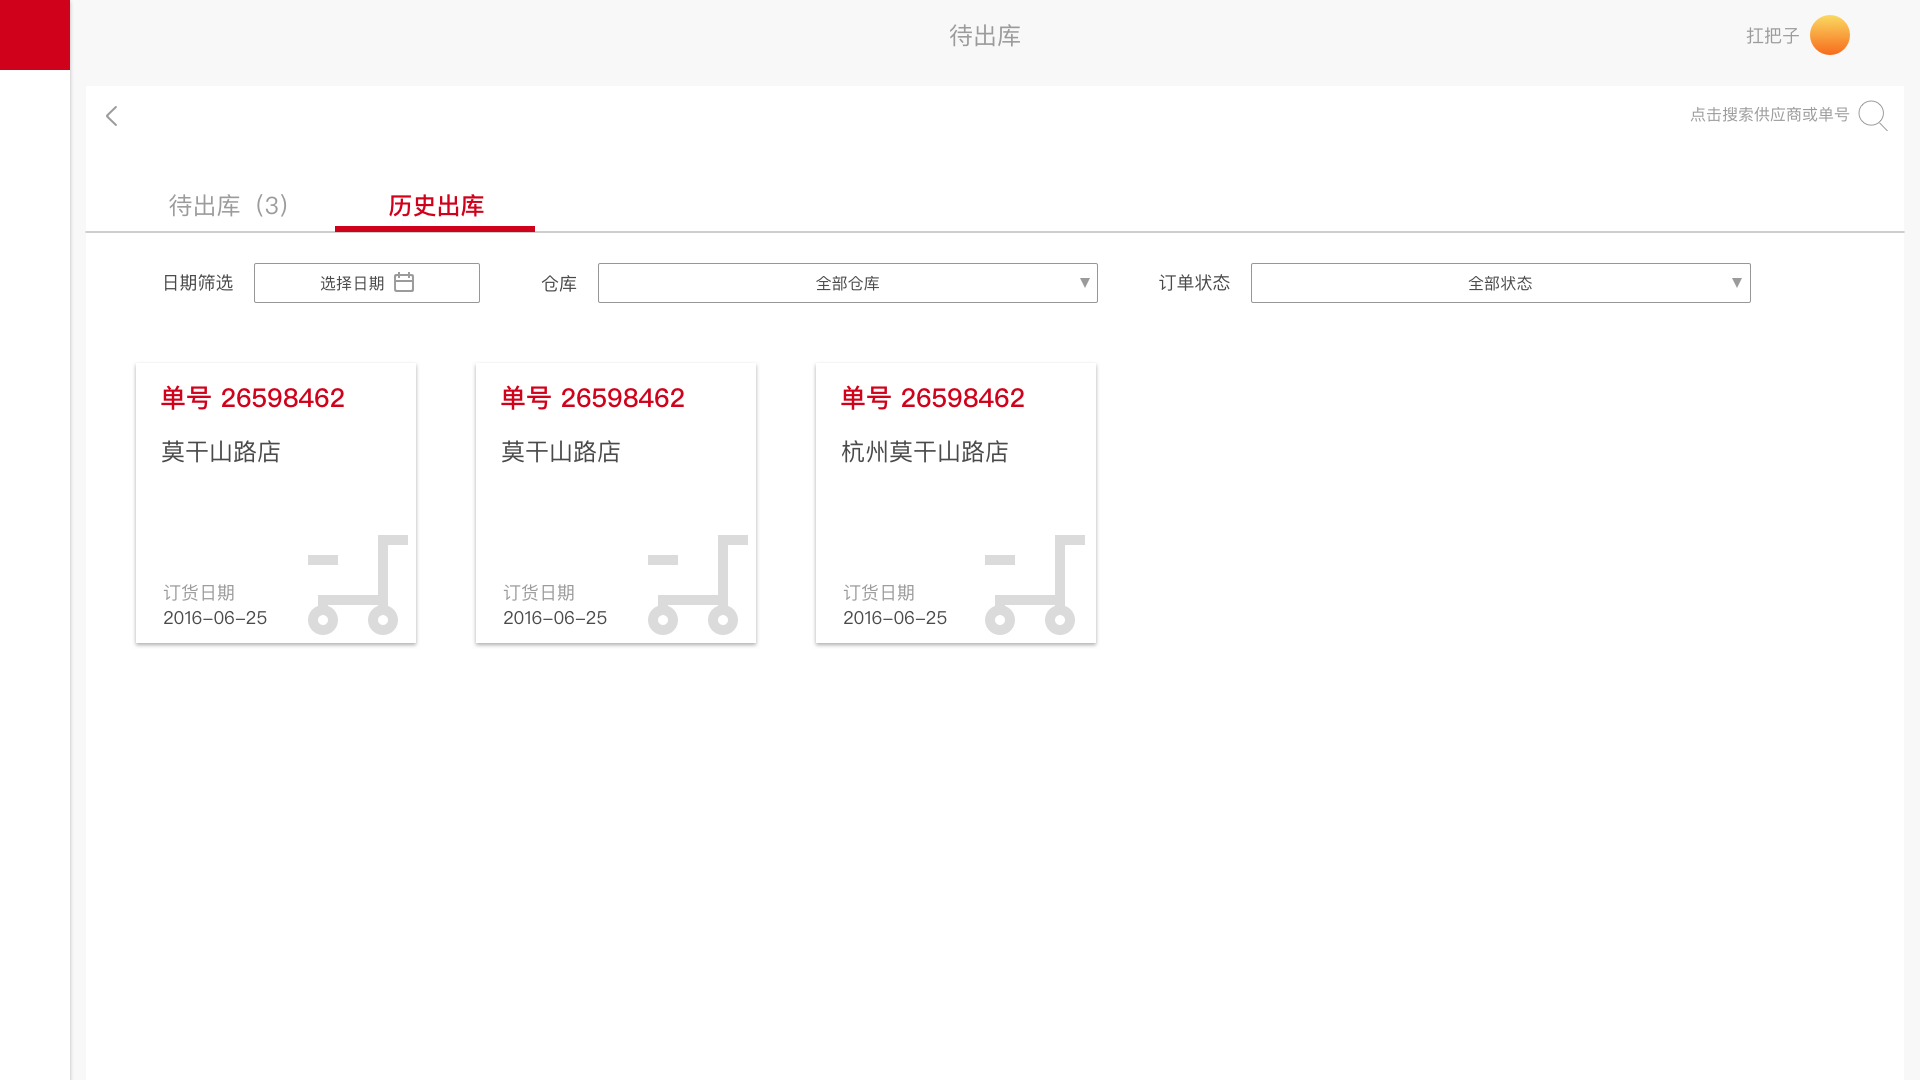 待出库
扛把子
点击搜索供应商或单号
待出库（3）
历史出库
日期筛选
选择日期
仓库
全部仓库
订单状态
全部状态
单号 26598462
莫干山路店
订货日期
2016-06-25
单号 26598462
莫干山路店
订货日期
2016-06-25
单号 26598462
杭州莫干山路店
订货日期
2016-06-25